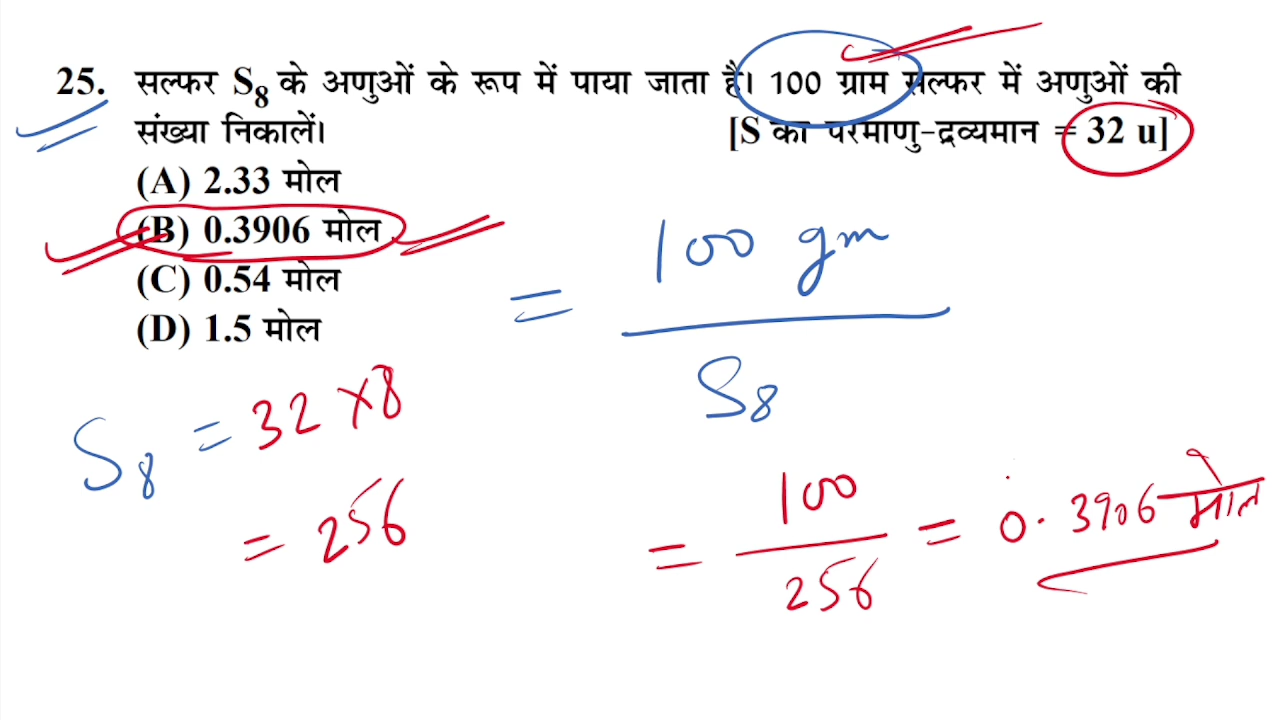 25. सल्फर S8 के अणुओं के रूप में पाया जाता है। 100 ग्राम सल्फर में अणुओं की
संख्या निकालें। [S का परमाणु-द्रव्यमान = 32 u]
(A) 2.33 मोल
(B) 0.3906 मोल
(C) 0.54 मोल
(D) 1.5 मोल
= 100 gm
S8
S8 = 32 × 8
= 256
= 100
256
= 0.3906 मोल